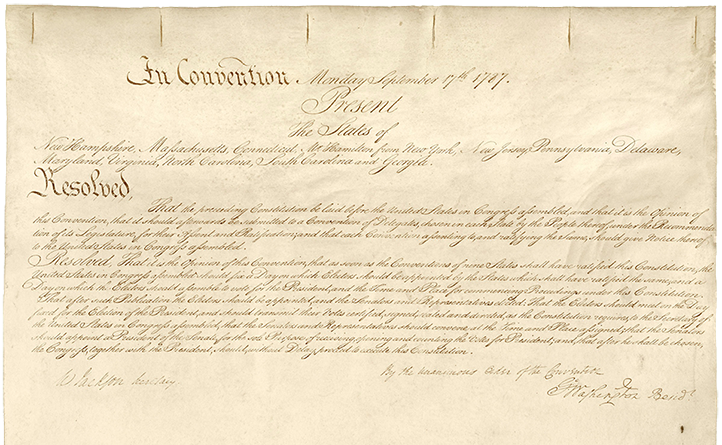 In Convention Monday September 17th 1787.
Present
The States of
New Hampshire, Massachusetts, Connecticut, Mr. Hamilton from New York, New Jersey, Pennsylvania, Delaware,
Maryland, Virginia, North Carolina, South Carolina and Georgia.
Resolved,
That the preceeding Constitution be laid before the United States in Congress assembled, and that it is the Opinion of
this Convention, that it should afterwards be submitted to a Convention of Delegates, chosen in each State by the People thereof, under the Recommenda-
tion of its Legislature, for their Assent and Ratification; and that each Convention assenting to, and ratifying the Same, should give Notice thereof
to the United States in Congress assembled.
Resolved, That it is the Opinion of this Convention, that as soon as the Conventions of nine States shall have ratified this Constitution, the
United States in Congress assembled should fix a Day on which Electors should be appointed by the States which shall have ratified the same, and a
Day on which the Electors should assemble to vote for the President, and the Time and Place for commencing Proceedings under this Constitution.
That after such Publication the Electors should be appointed, and the Senators and Representatives elected: That the Electors should meet on the Day
fixed for the Election of the President, and should transmit their Votes certified, signed, sealed and directed, as the Constitution requires, to the Secretary of
the United States in Congress assembled, that the Senators and Representatives should convene at the Time and Place assigned; that the Senators
should appoint a President of the Senate, for the sole Purpose of receiving, opening and counting the Votes for President; and, that after he shall be chosen,
the Congress, together with the President, should, without Delay, proceed to execute this Constitution.
By the unanimous Order of the Convention
W. Jackson Secretary.
Go. Washington Presidt.